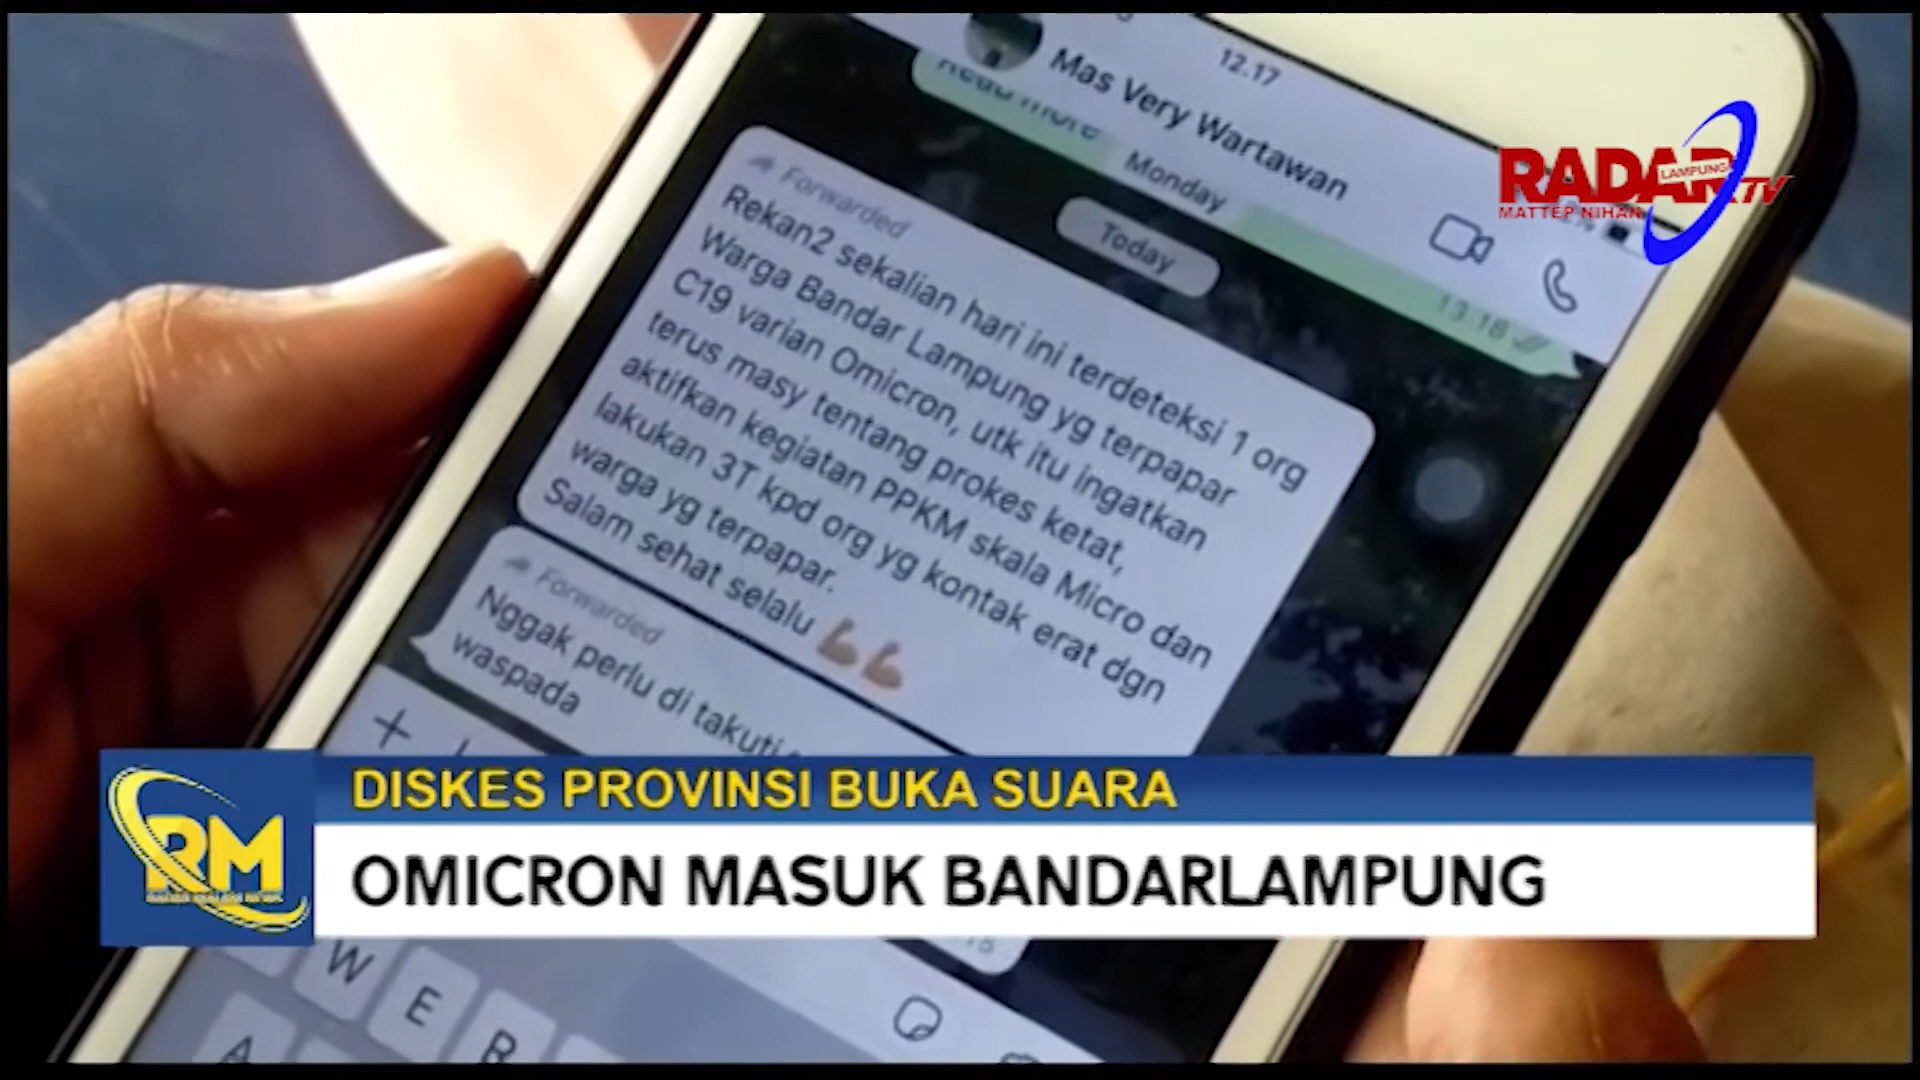 12.17
Mas Very Wartawan
Read more
Monday
RADAR TV
LAMPUNG
MATTEP NIHAN
13.18
Today
Forwarded
Rekan2 sekalian hari ini terdeteksi 1 org
Warga Bandar Lampung yg terpapar
C19 varian Omicron, utk itu ingatkan
terus masy tentang prokes ketat,
aktifkan kegiatan PPKM skala Micro dan
lakukan 3T kpd org yg kontak erat dgn
warga yg terpapar.
Salam sehat selalu 💪💪
Forwarded
Nggak perlu di takuti
waspada
DISKES PROVINSI BUKA SUARA
RM
OMICRON MASUK BANDARLAMPUNG
W E R
A